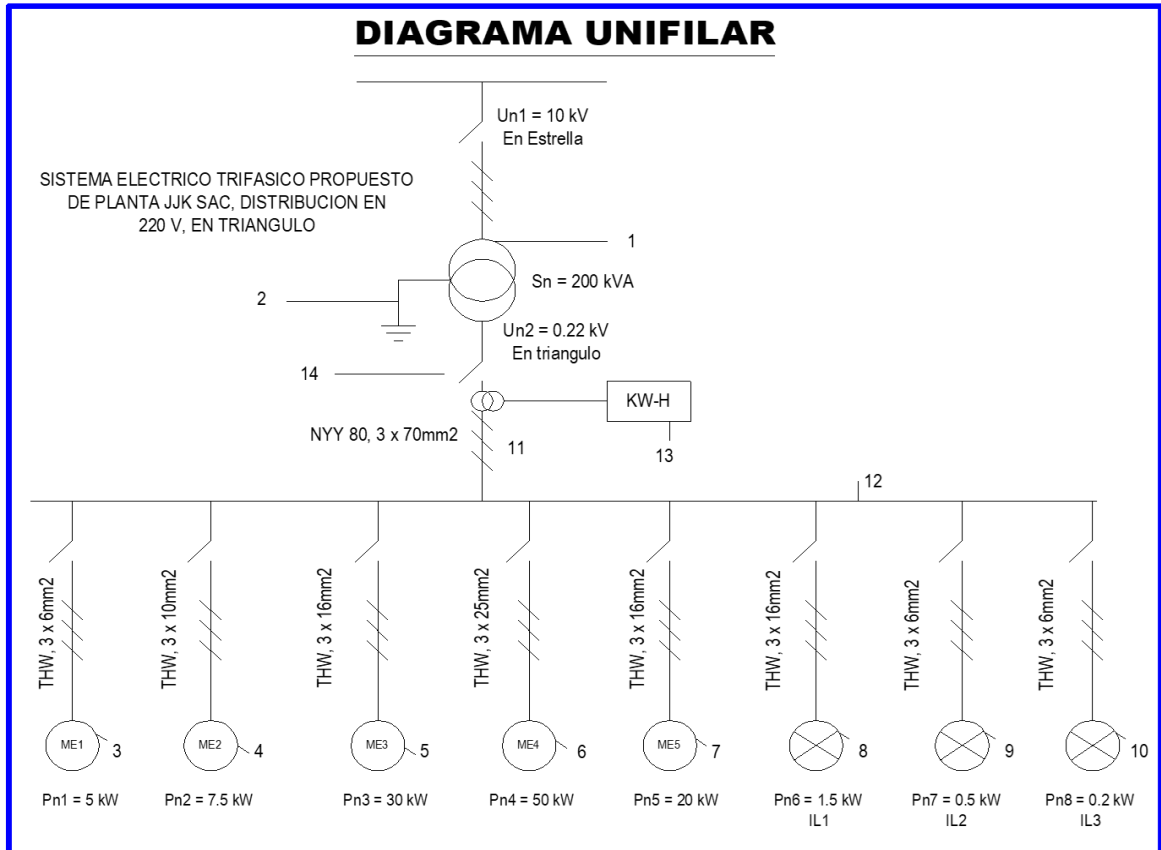 DIAGRAMA UNIFILAR
Un1 = 10 kV
En Estrella
SISTEMA ELECTRICO TRIFASICO PROPUESTO
DE PLANTA JJK SAC, DISTRIBUCION EN
220 V, EN TRIANGULO
1
Sn = 200 kVA
2
Un2 = 0.22 kV
En triangulo
14
KW-H
NYY 80, 3 x 70mm2
11
13
12
THW, 3 x 6mm2
THW, 3 x 10mm2
THW, 3 x 16mm2
THW, 3 x 25mm2
THW, 3 x 16mm2
THW, 3 x 16mm2
THW, 3 x 6mm2
THW, 3 x 6mm2
ME1
3
ME2
4
ME3
5
ME4
6
ME5
7
8
9
10
Pn1 = 5 kW
Pn2 = 7.5 kW
Pn3 = 30 kW
Pn4 = 50 kW
Pn5 = 20 kW
Pn6 = 1.5 kW
IL1
Pn7 = 0.5 kW
IL2
Pn8 = 0.2 kW
IL3